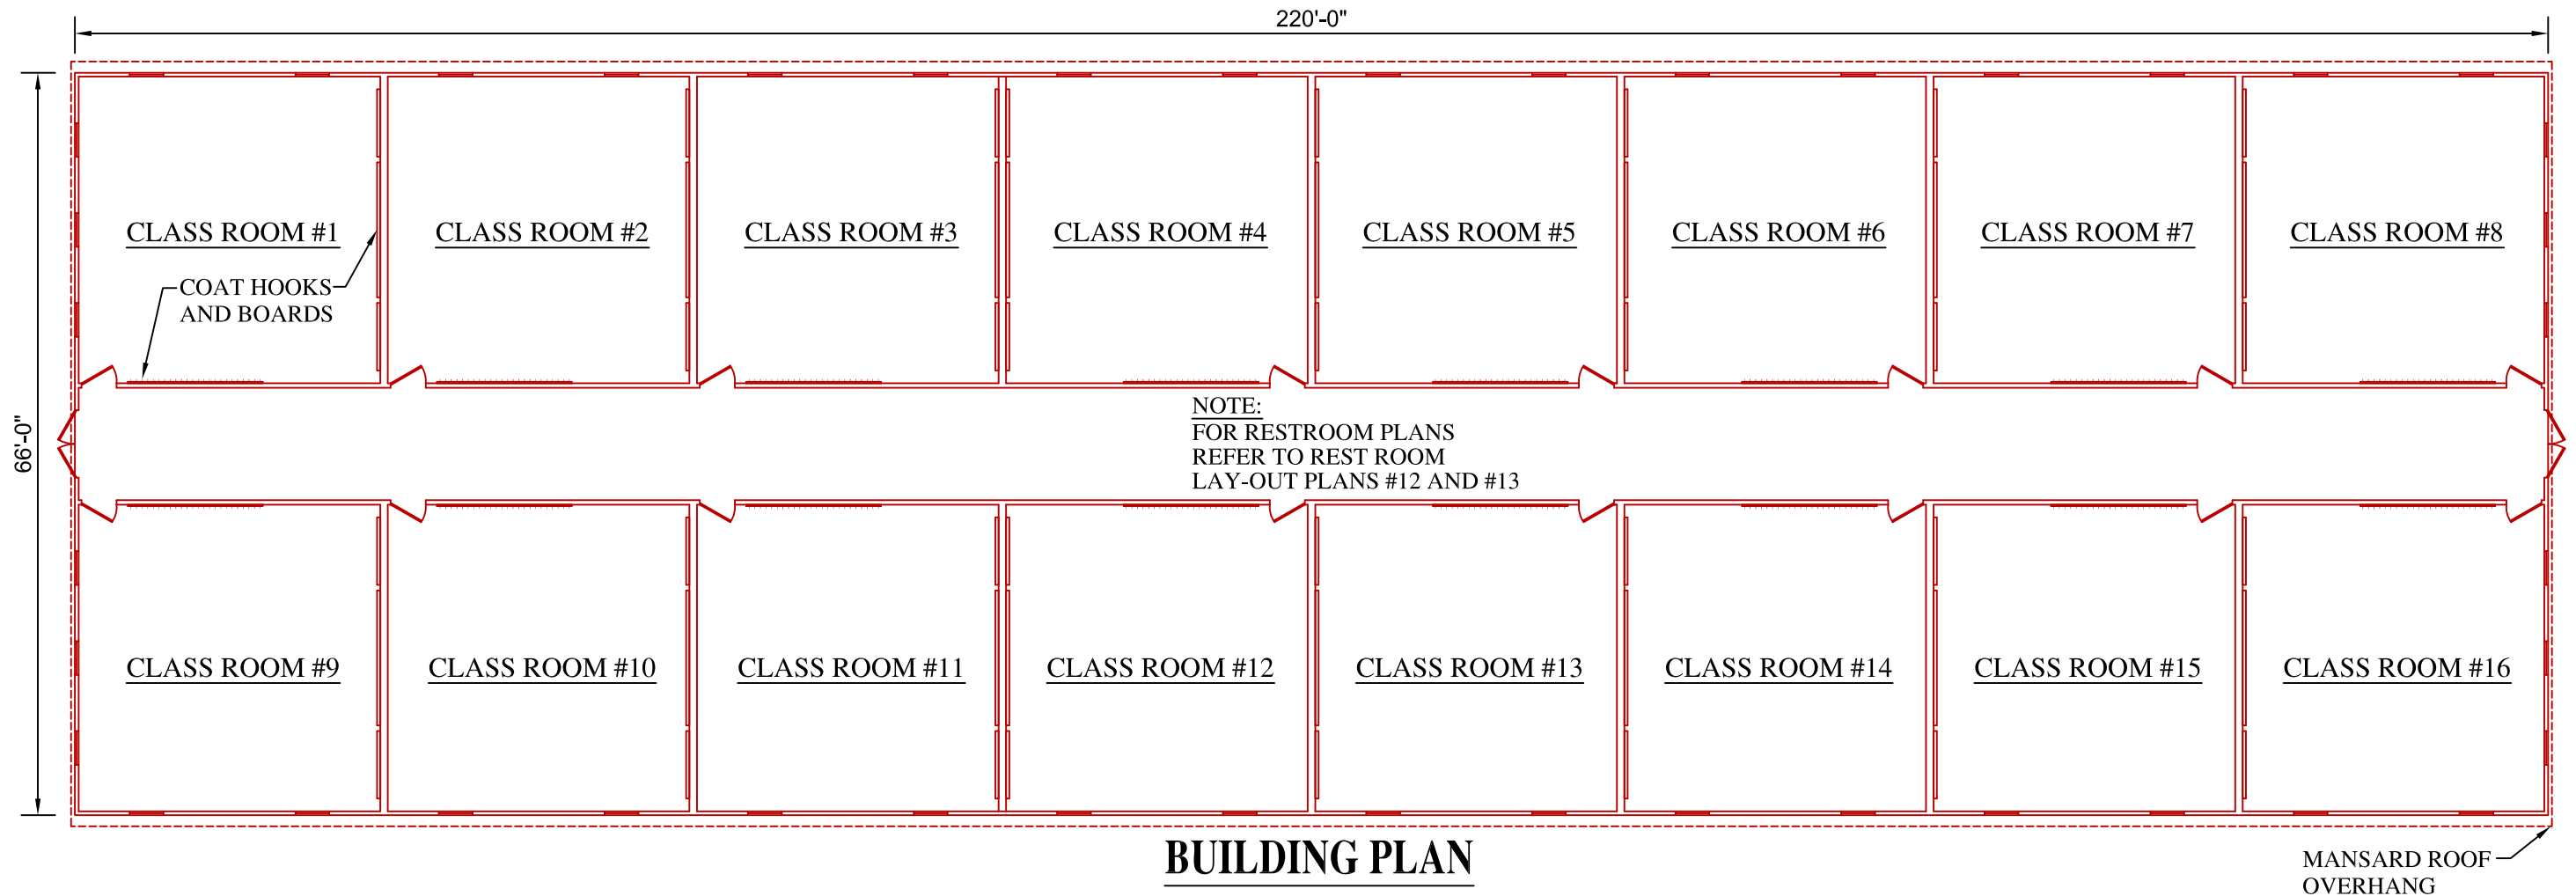 220'-0"
66'-0"
CLASS ROOM #1
CLASS ROOM #2
CLASS ROOM #3
CLASS ROOM #4
CLASS ROOM #5
CLASS ROOM #6
CLASS ROOM #7
CLASS ROOM #8
COAT HOOKS
AND BOARDS
NOTE:
FOR RESTROOM PLANS
REFER TO REST ROOM
LAY-OUT PLANS #12 AND #13
CLASS ROOM #9
CLASS ROOM #10
CLASS ROOM #11
CLASS ROOM #12
CLASS ROOM #13
CLASS ROOM #14
CLASS ROOM #15
CLASS ROOM #16
BUILDING PLAN
MANSARD ROOF
OVERHANG